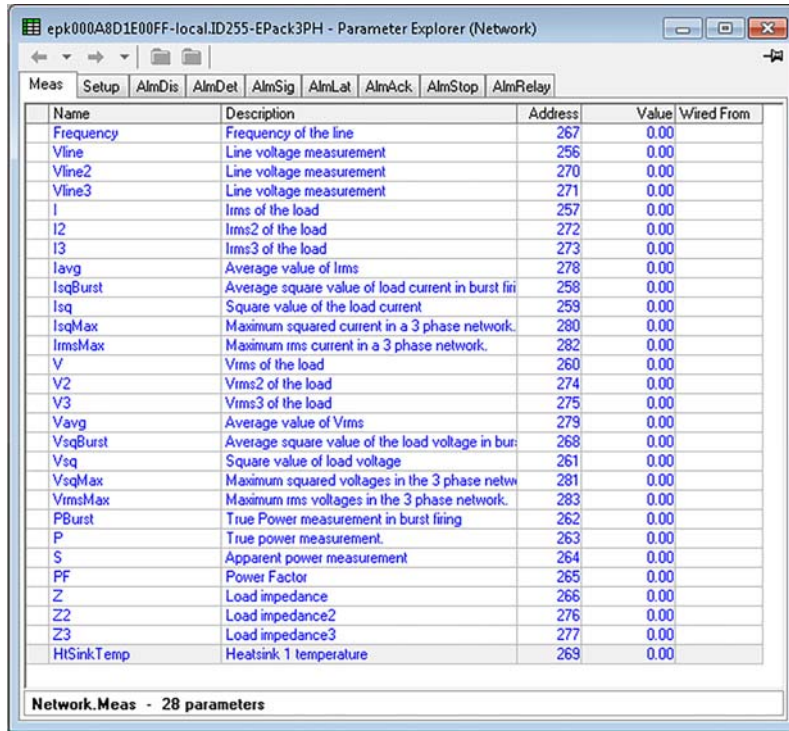 epk000A8D1E00FF-local.ID255-EPack3PH - Parameter Explorer (Network)
Meas Setup AlmDis AlmDet AlmSig AlmLat AlmAck AlmStop AlmRelay
Name Description Address Value Wired From
Frequency Frequency of the line 267 0.00
Vline Line voltage measurement 256 0.00
Vline2 Line voltage measurement 270 0.00
Vline3 Line voltage measurement 271 0.00
I Irms of the load 257 0.00
I2 Irms2 of the load 272 0.00
I3 Irms3 of the load 273 0.00
Iavg Average value of Irms 278 0.00
IsqBurst Average square value of load current in burst firi 258 0.00
Isq Square value of the load current 259 0.00
IsqMax Maximum squared current in a 3 phase network. 280 0.00
IrmsMax Maximum rms current in a 3 phase network. 282 0.00
V Vrms of the load 260 0.00
V2 Vrms2 of the load 274 0.00
V3 Vrms3 of the load 275 0.00
Vavg Average value of Vrms 279 0.00
VsqBurst Average square value of the load voltage in bur 268 0.00
Vsq Square value of load voltage 261 0.00
VsqMax Maximum squared voltages in the 3 phase netw 281 0.00
VrmsMax Maximum rms voltages in the 3 phase network. 283 0.00
PBurst True Power measurement in burst firing 262 0.00
P True power measurement. 263 0.00
S Apparent power measurement 264 0.00
PF Power Factor 265 0.00
Z Load impedance 266 0.00
Z2 Load impedance2 276 0.00
Z3 Load impedance3 277 0.00
HtSinkTemp Heatsink 1 temperature 269 0.00
Network.Meas - 28 parameters